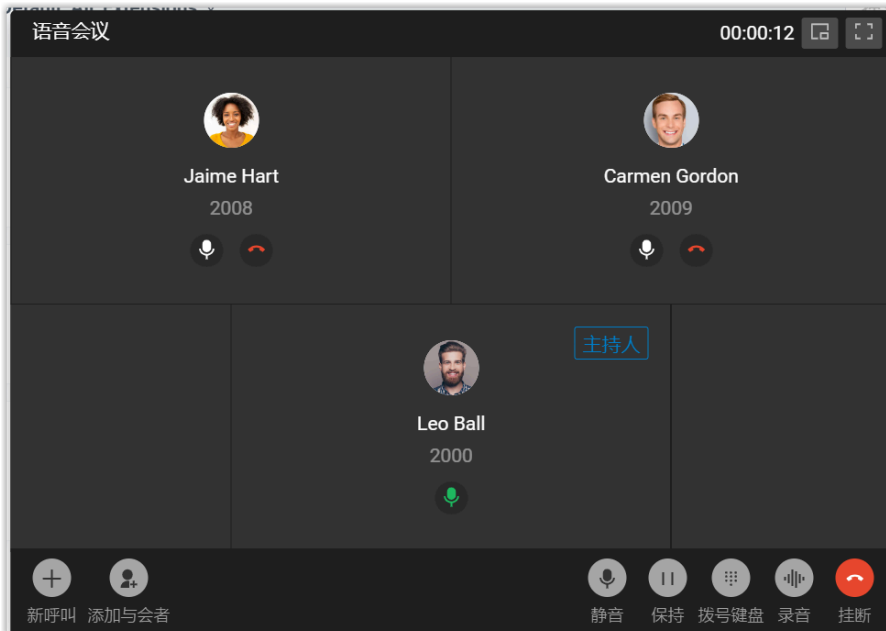 语音会议
00:00:12
Jaime Hart
2008
Carmen Gordon
2009
主持人
Leo Ball
2000
新呼叫
添加与会者
静音
保持
拨号键盘
录音
挂断